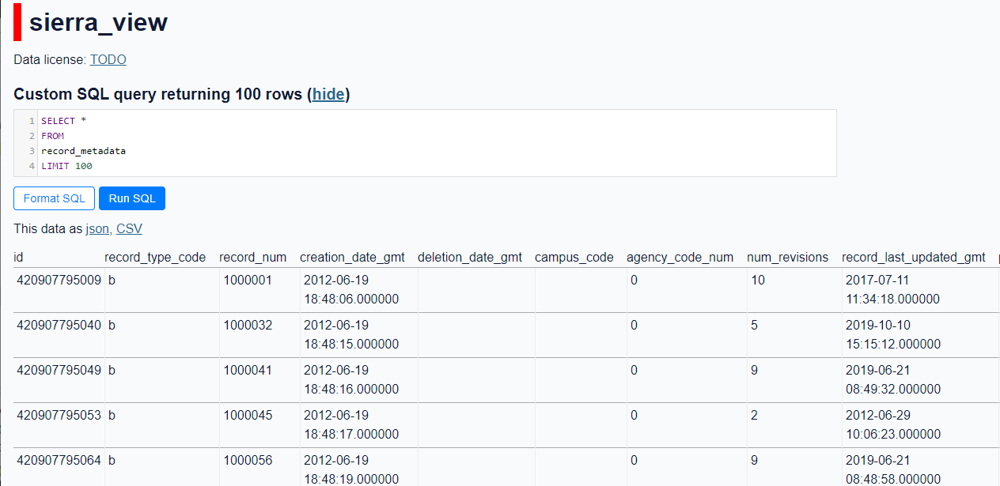 sierra_view
Data license: TODO
Custom SQL query returning 100 rows (hide)
1 SELECT *
2 FROM
3 record_metadata
4 LIMIT 100
Format SQL Run SQL
This data as json, CSV
id record_type_code record_num creation_date_gmt deletion_date_gmt campus_code agency_code_num num_revisions record_last_updated_gmt
420907795009 b 1000001 2012-06-19 0 10 2017-07-11
18:48:06.000000 11:34:18.000000
420907795040 b 1000032 2012-06-19 0 5 2019-10-10
18:48:15.000000 15:15:12.000000
420907795049 b 1000041 2012-06-19 0 9 2019-06-21
18:48:16.000000 08:49:32.000000
420907795053 b 1000045 2012-06-19 0 2 2012-06-29
18:48:17.000000 10:06:23.000000
420907795064 b 1000056 2012-06-19 0 9 2019-06-21
18:48:19.000000 08:48:58.000000